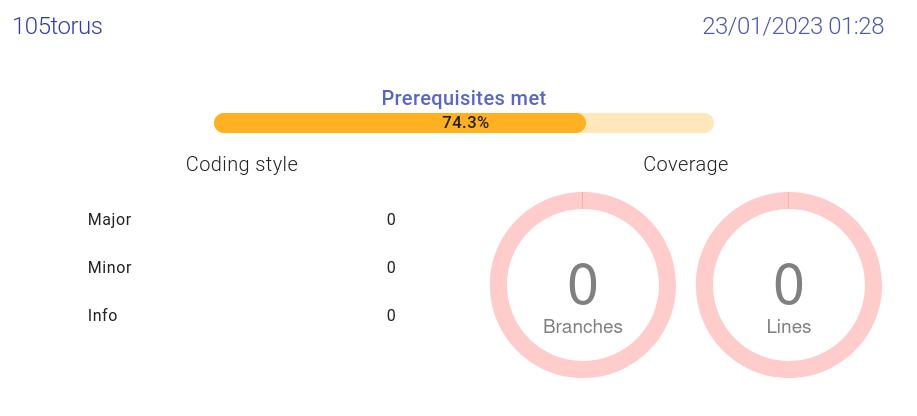 105torus
23/01/2023 01:28
Prerequisites met
74.3%
Coding style
Coverage
Major 0
Minor 0
Info 0
0
Branches
0
Lines